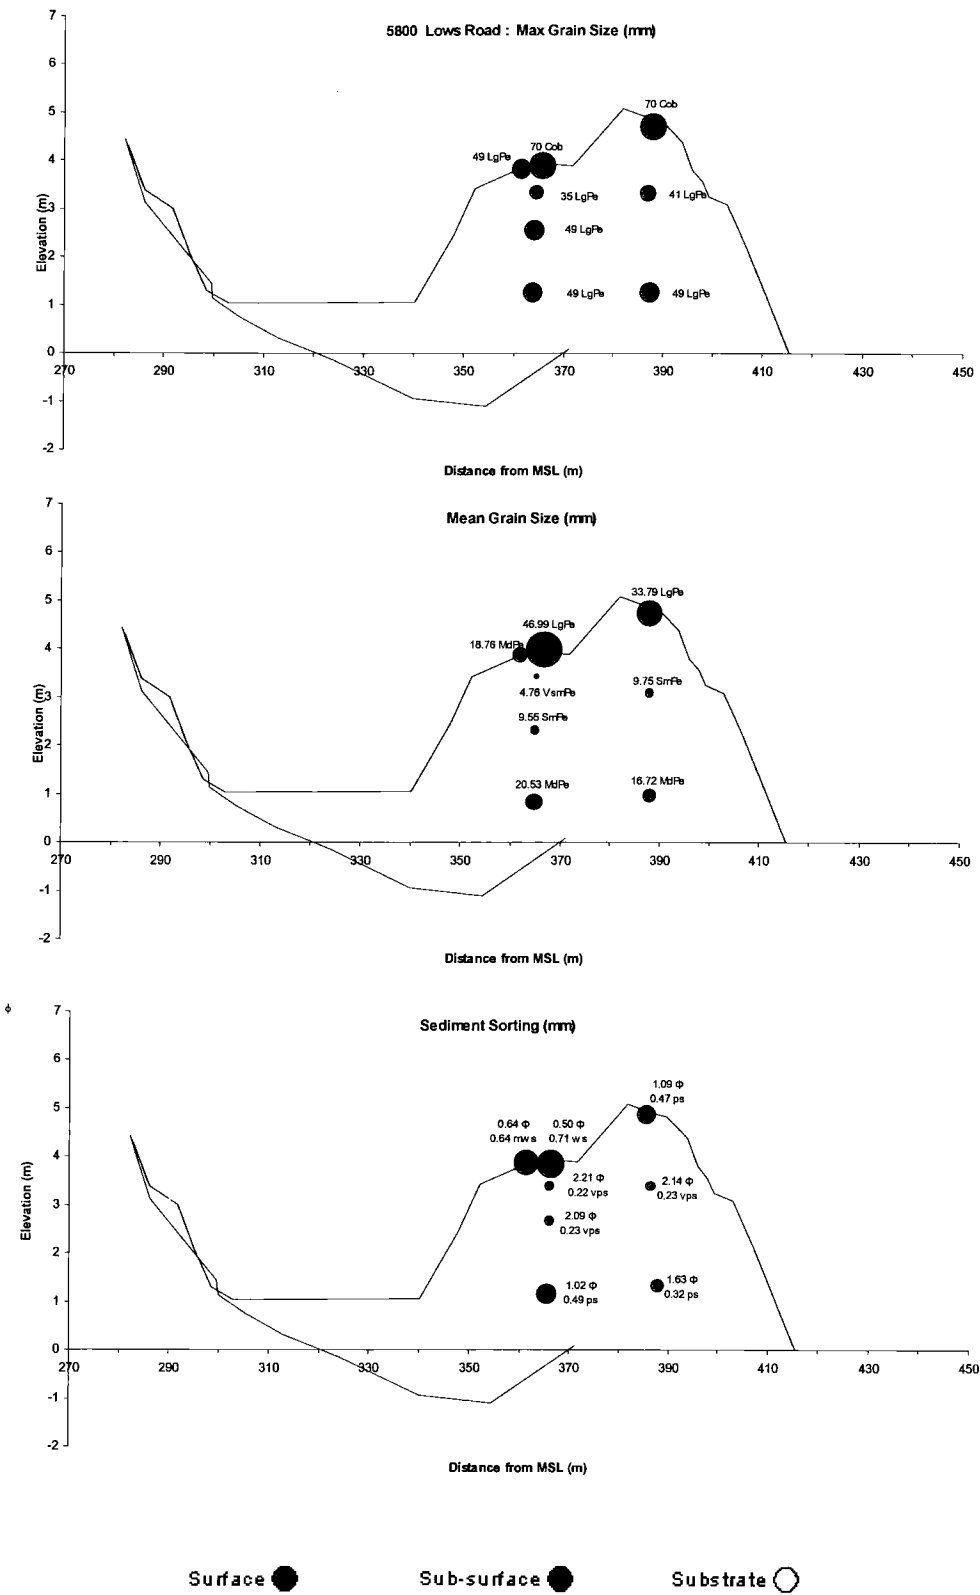 5800 Lows Road : Max Grain Size (mm)
7
6
5
4
3
2
1
0
-1
-2
Elevation (m)
70 Cob
70 Cob
49 LgPe
35 LgPe
41 LgPe
49 LgPe
49 LgPe
49 LgPe
270 290 310 330 350 370 390 410 430 450
Distance from MSL (m)
Mean Grain Size (mm)
7
6
5
4
3
2
1
0
-1
-2
Elevation (m)
33.79 LgPe
46.99 LgPe
18.76 MdPe
4.76 VsmPe
9.75 SmPe
9.55 SmPe
20.53 MdPe
16.72 MdPe
270 290 310 330 350 370 390 410 430 450
Distance from MSL (m)
ϕ
Sediment Sorting (mm)
7
6
5
4
3
2
1
0
-1
-2
Elevation (m)
1.09 Φ
0.47 ps
0.64 Φ
0.64 mws
0.50 Φ
0.71 ws
2.21 Φ
0.22 vps
2.14 Φ
0.23 vps
2.09 Φ
0.23 vps
1.02 Φ
0.49 ps
1.63 Φ
0.32 ps
270 290 310 330 350 370 390 410 430 450
Distance from MSL (m)
Surface Sub-surface Substrate